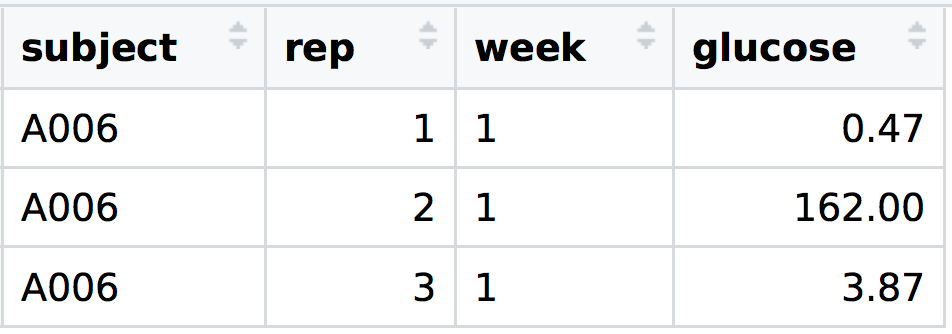 subject rep week glucose
A006 1 1 0.47
A006 2 1 162.00
A006 3 1 3.87